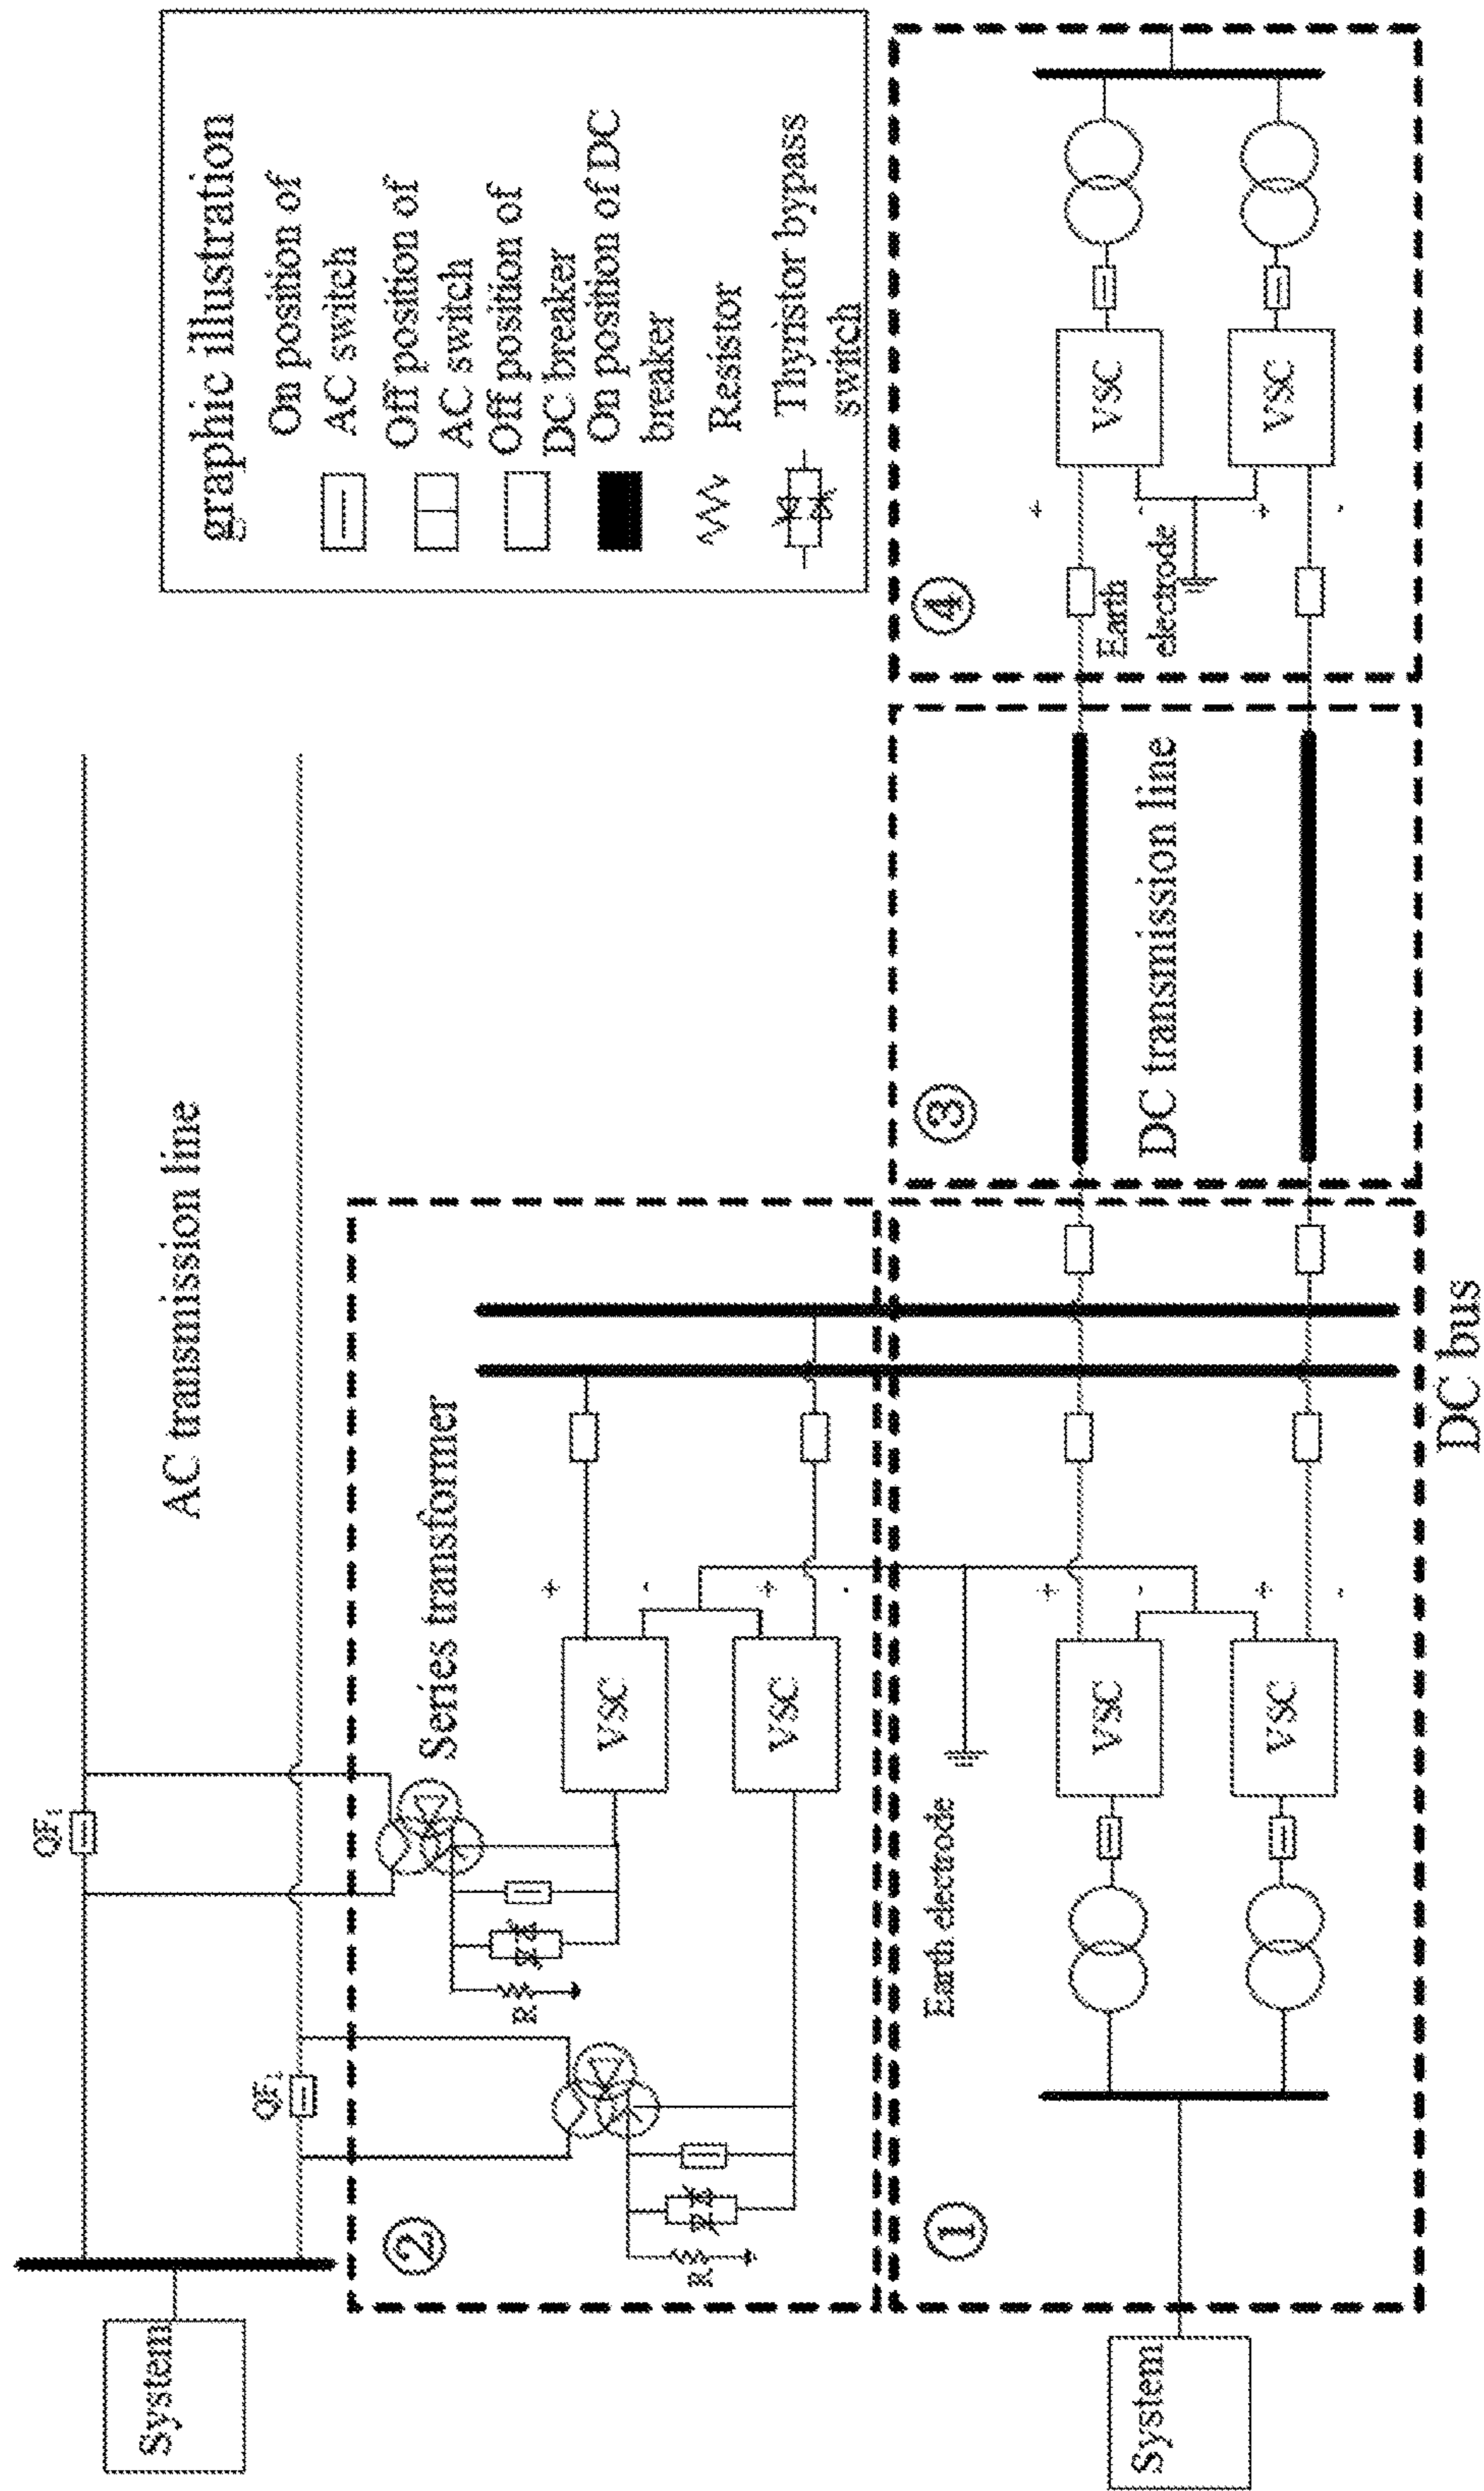 System
AC transmission line
QF₁
QF₂
graphic illustration
On position of
AC switch
Off position of
AC switch
Off position of
DC breaker
On position of DC
breaker
Resistor
Thyristor bypass
switch
②
Series transformer
R
R
VSC
VSC
+
-
+
-
①
Earth electrode
System
VSC
VSC
+
-
+
-
DC bus
③
DC transmission line
④
Earth
electrode
+
-
+
-
VSC
VSC